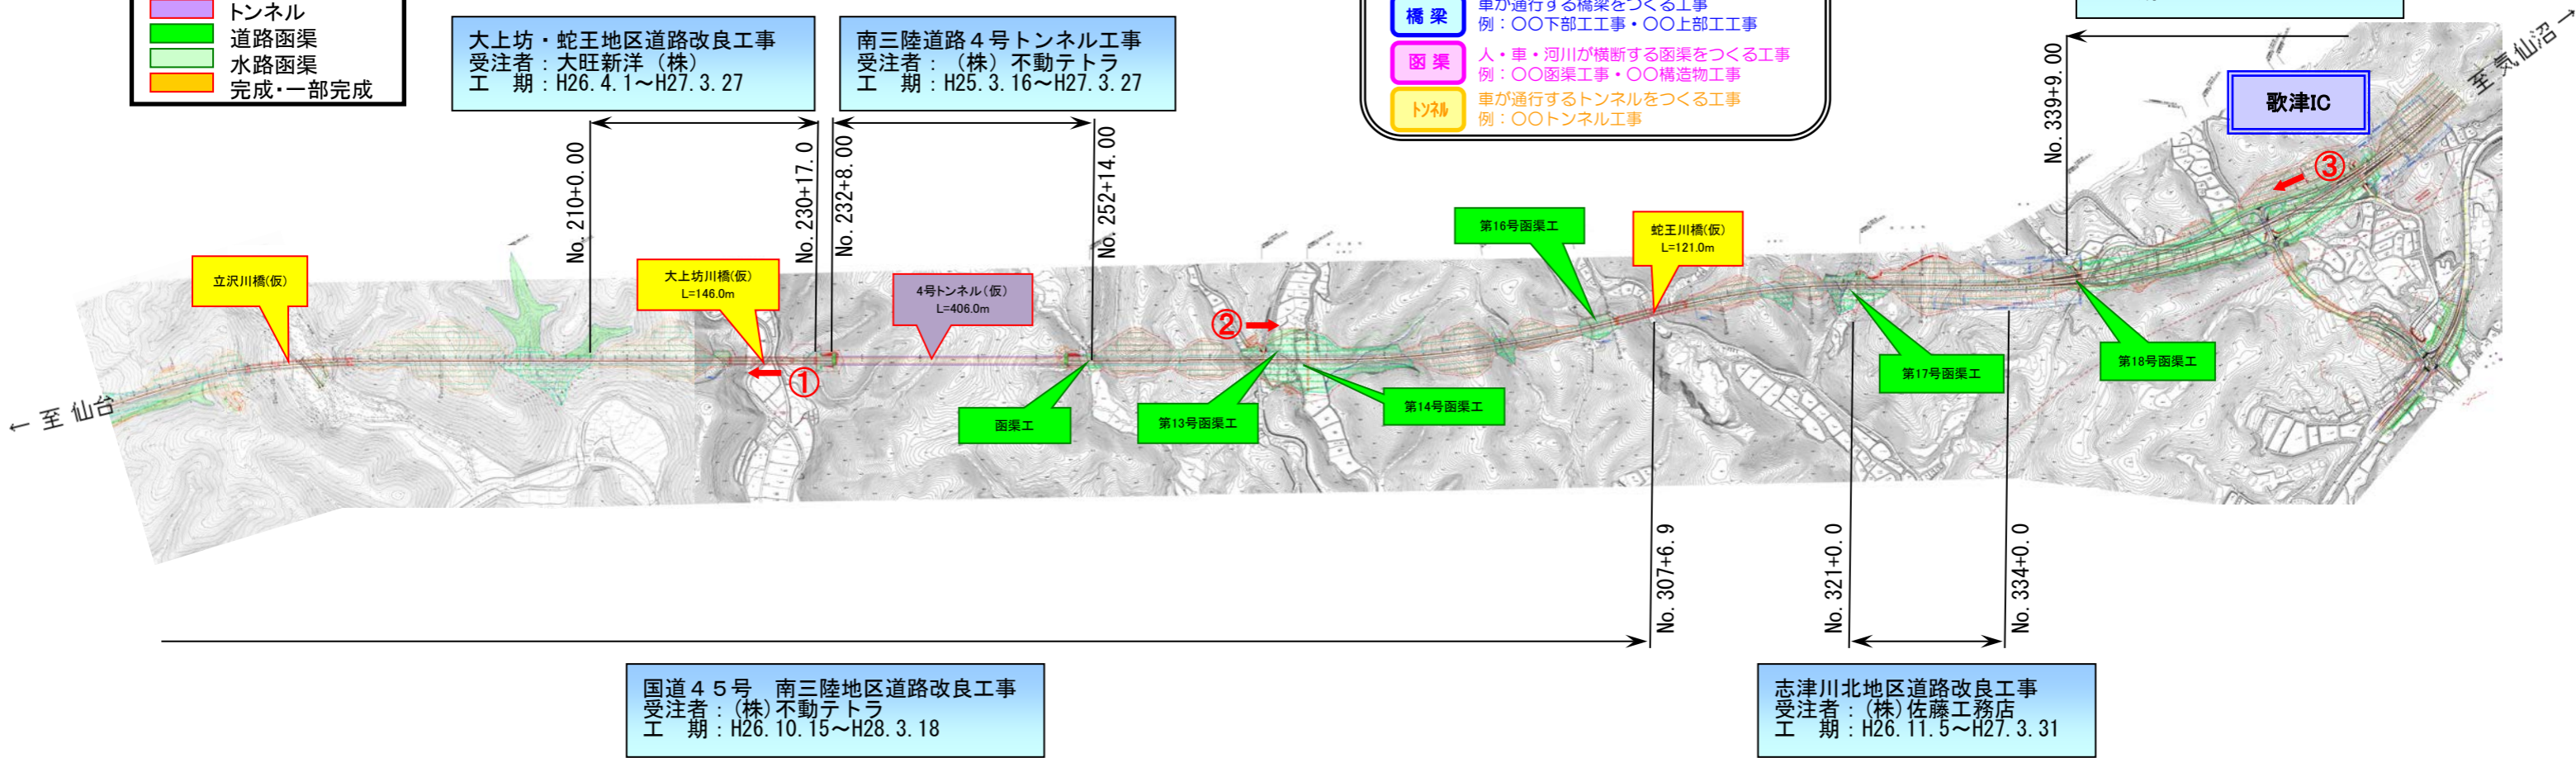 トンネル
道路函渠
水路函渠
完成・一部完成
大上坊・蛇王地区道路改良工事
受注者：大旺新洋（株）
工　期：H26.4.1～H27.3.27
南三陸道路４号トンネル工事
受注者：（株）不動テトラ
工　期：H25.3.16～H27.3.27
橋 梁
車が通行する橋梁をつくる工事
例：〇〇下部工工事・〇〇上部工工事
函 渠
人・車・河川が横断する函渠をつくる工事
例：〇〇函渠工事・〇〇構造物工事
トンネル
車が通行するトンネルをつくる工事
例：〇〇トンネル工事
歌津IC
至 気仙沼 →
No.210+0.00
No.230+17.0
No.232+8.00
No.252+14.00
No.339+9.00
③
立沢川橋(仮)
大上坊川橋(仮)
L=146.0m
4号トンネル(仮)
L=406.0m
②
第16号函渠工
蛇王川橋(仮)
L=121.0m
①
函渠工
第13号函渠工
第14号函渠工
第17号函渠工
第18号函渠工
← 至 仙台
No.307+6.9
No.321+0.0
No.334+0.0
国道４５号　南三陸地区道路改良工事
受注者：(株)不動テトラ
工　期：H26.10.15～H28.3.18
志津川北地区道路改良工事
受注者：(株)佐藤工務店
工　期：H26.11.5～H27.3.31